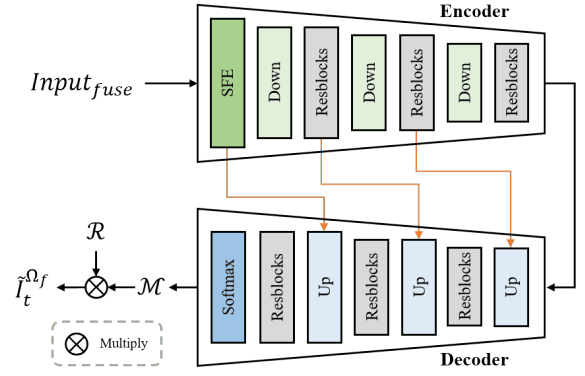 Encoder
Input_fuse
SFE
Down
Resblocks
Down
Resblocks
Down
Resblocks
ℛ
Ĩ_t^{Ω_f}
ℳ
Softmax
Resblocks
Up
Resblocks
Up
Resblocks
Up
Multiply
Decoder